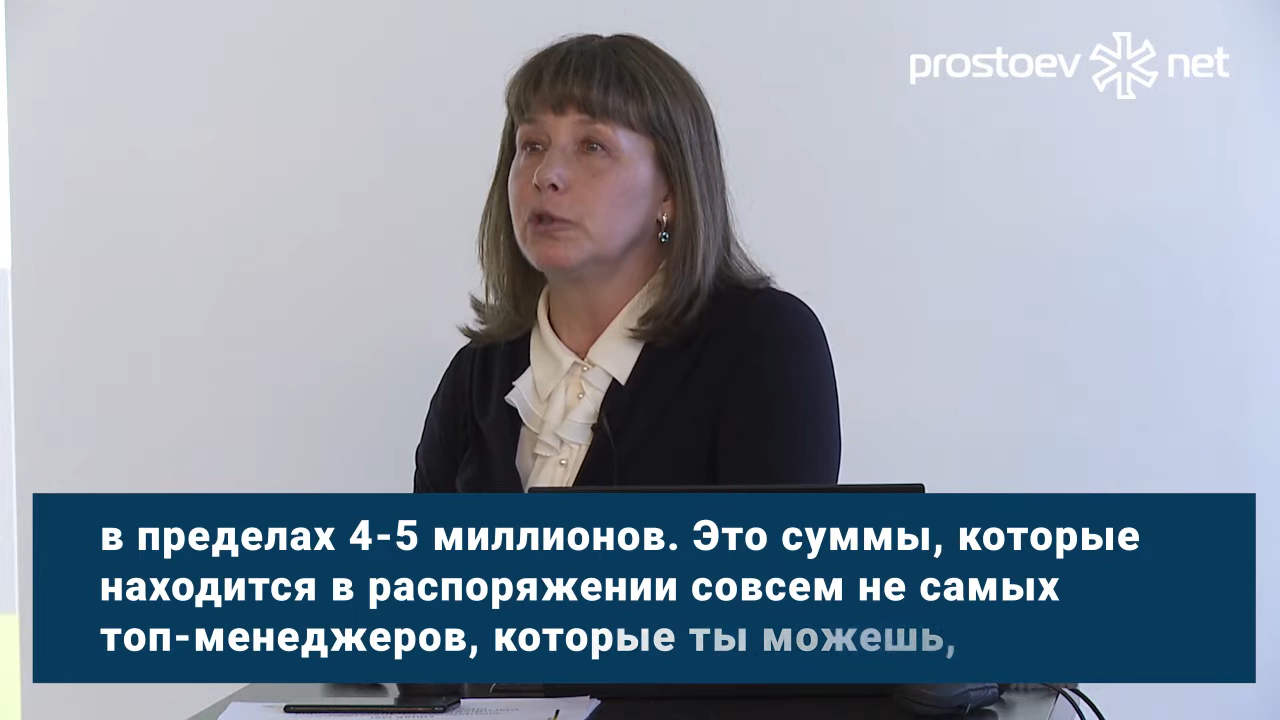 prostoev net
в пределах 4-5 миллионов. Это суммы, которые
находится в распоряжении совсем не самых
топ-менеджеров, которые ты можешь,